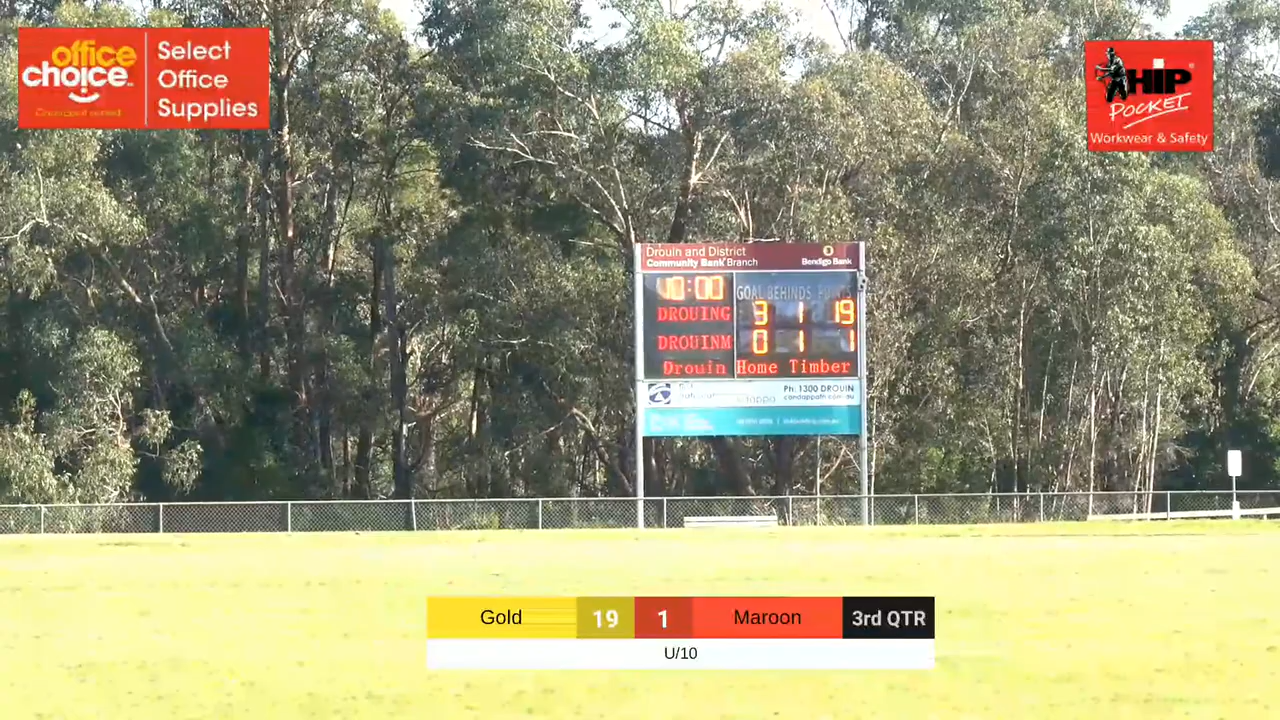 office
choice
Select
Office
Supplies
HIP
POCKET
Workwear & Safety
Drouin and District
Community Bank Branch
Bendigo Bank
GOAL BEHINDS POINTS
DROUING 3 1 19
DROUINM 0 1 1
Drouin Home Timber
Ph: 1300 DROUIN
Gold 19 1 Maroon 3rd QTR
U/10